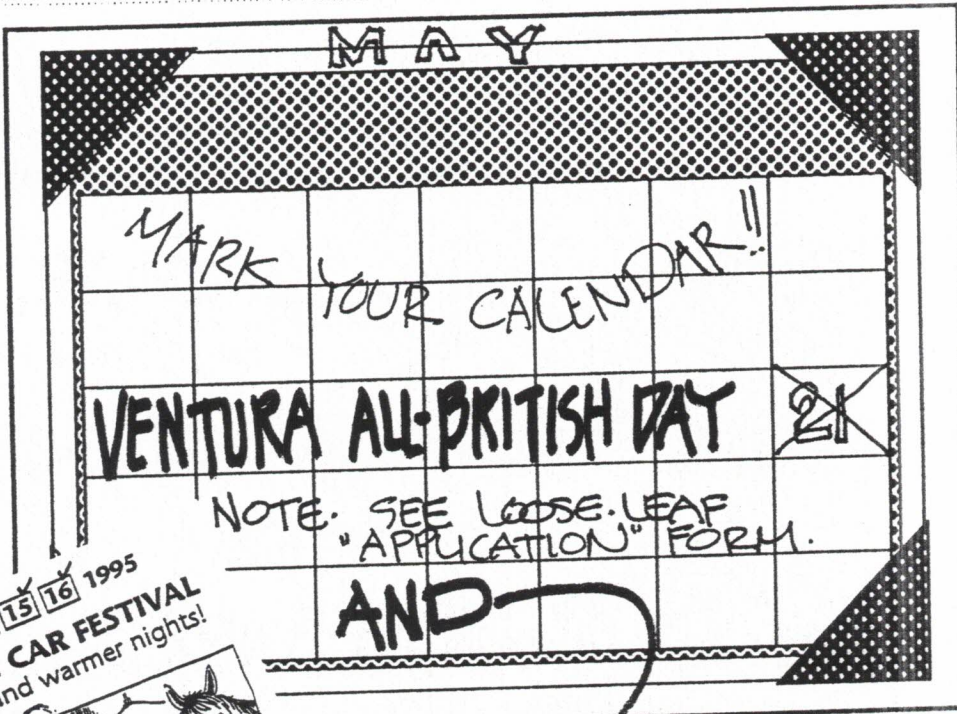 MAY
MARK YOUR CALENDAR!!
VENTURA ALL-BRITISH DAY 21
NOTE. SEE LOOSE-LEAF
"APPLICATION" FORM.
AND
15 16 1995
CAR FESTIVAL
nd warmer nights!